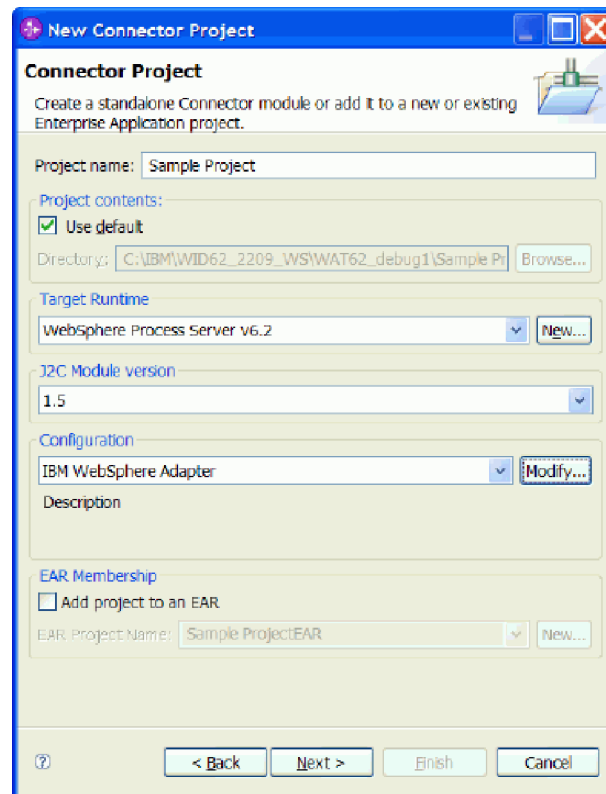 New Connector Project
Connector Project
Create a standalone Connector module or add it to a new or existing
Enterprise Application project.
Project name: Sample Project
Project contents:
Use default
Directory: C:\IBM\WID62_2209_WS\WAT62_debug1\Sample Pr Browse...
Target Runtime
WebSphere Process Server v6.2 New...
J2C Module version
1.5
Configuration
IBM WebSphere Adapter Modify...
Description
EAR Membership
Add project to an EAR
EAR Project Name: Sample ProjectEAR New...
? < Back Next > Finish Cancel